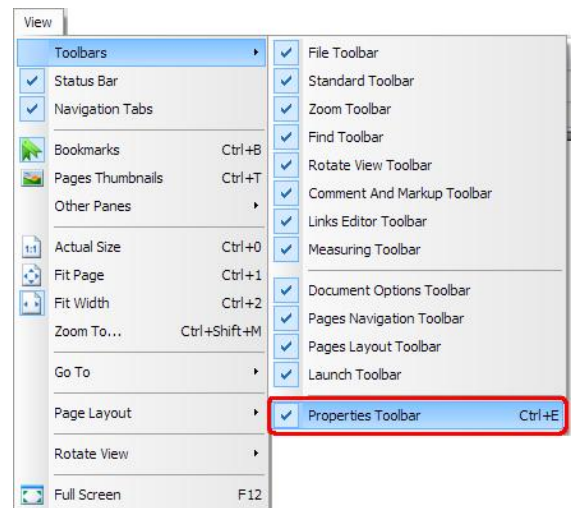 View
Toolbars
Status Bar
Navigation Tabs
Bookmarks Ctrl+B
Pages Thumbnails Ctrl+T
Other Panes
1:1 Actual Size Ctrl+0
Fit Page Ctrl+1
Fit Width Ctrl+2
Zoom To... Ctrl+Shift+M
Go To
Page Layout
Rotate View
Full Screen F12
File Toolbar
Standard Toolbar
Zoom Toolbar
Find Toolbar
Rotate View Toolbar
Comment And Markup Toolbar
Links Editor Toolbar
Measuring Toolbar
Document Options Toolbar
Pages Navigation Toolbar
Pages Layout Toolbar
Launch Toolbar
Properties Toolbar Ctrl+E